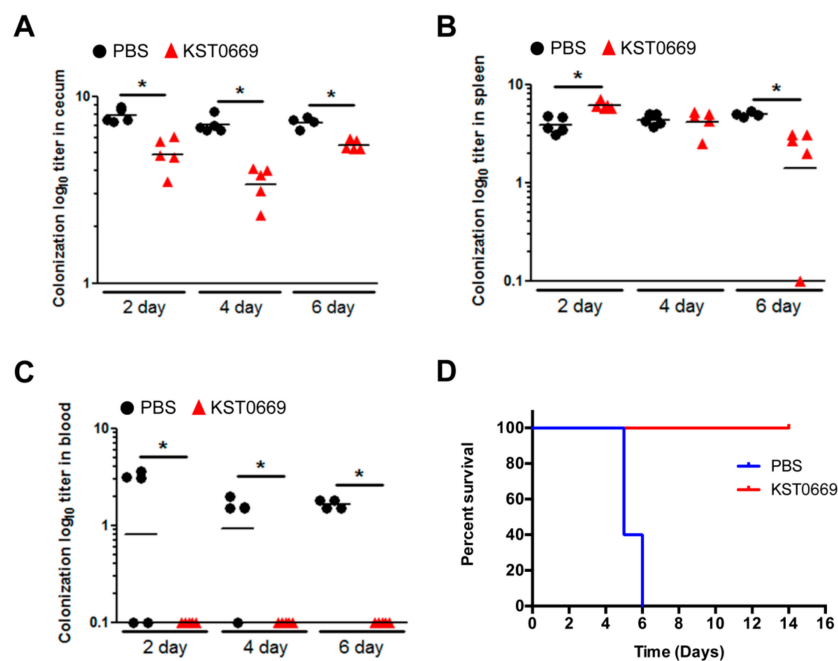 A
PBS KST0669
*
*
*
Colonization log10 titer in cecum
10
1
2 day 4 day 6 day
B
PBS KST0669
*
*
Colonization log10 titer in spleen
10
1
0.1
2 day 4 day 6 day
C
PBS KST0669
*
*
*
Colonization log10 titer in blood
100
10
1
0.1
2 day 4 day 6 day
D
Percent survival
100
80
60
40
20
0
PBS
KST0669
0 2 4 6 8 10 12 14 16
Time (Days)